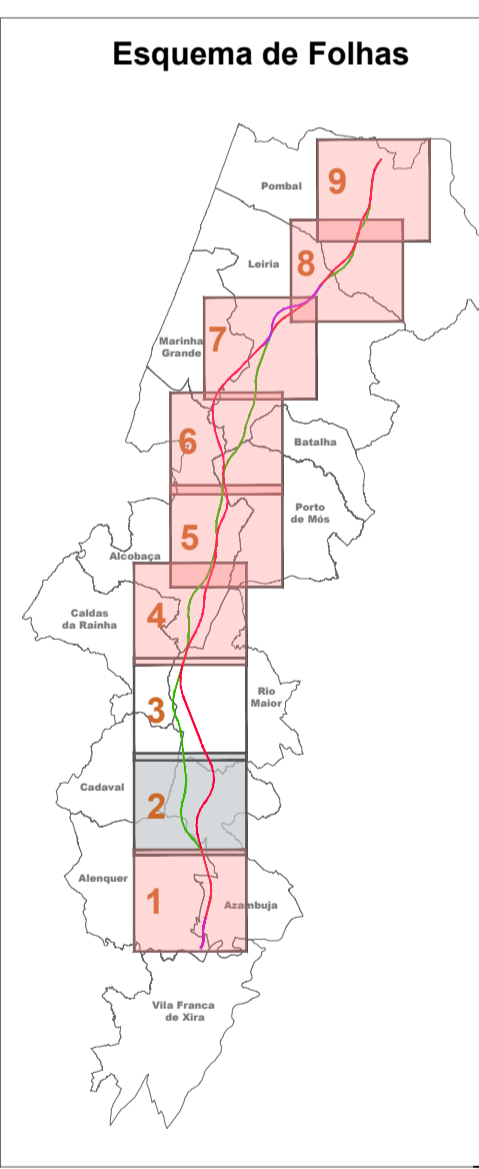 Esquema de Folhas
9
Pombal
8
Leiria
7
Marinha
Grande
6
Batalha
Porto
de Mós
5
Alcobaça
4
Caldas
da Rainha
Rio
Maior
3
Cadaval
2
Alenquer
1
Azambuja
Vila Franca
de Xira